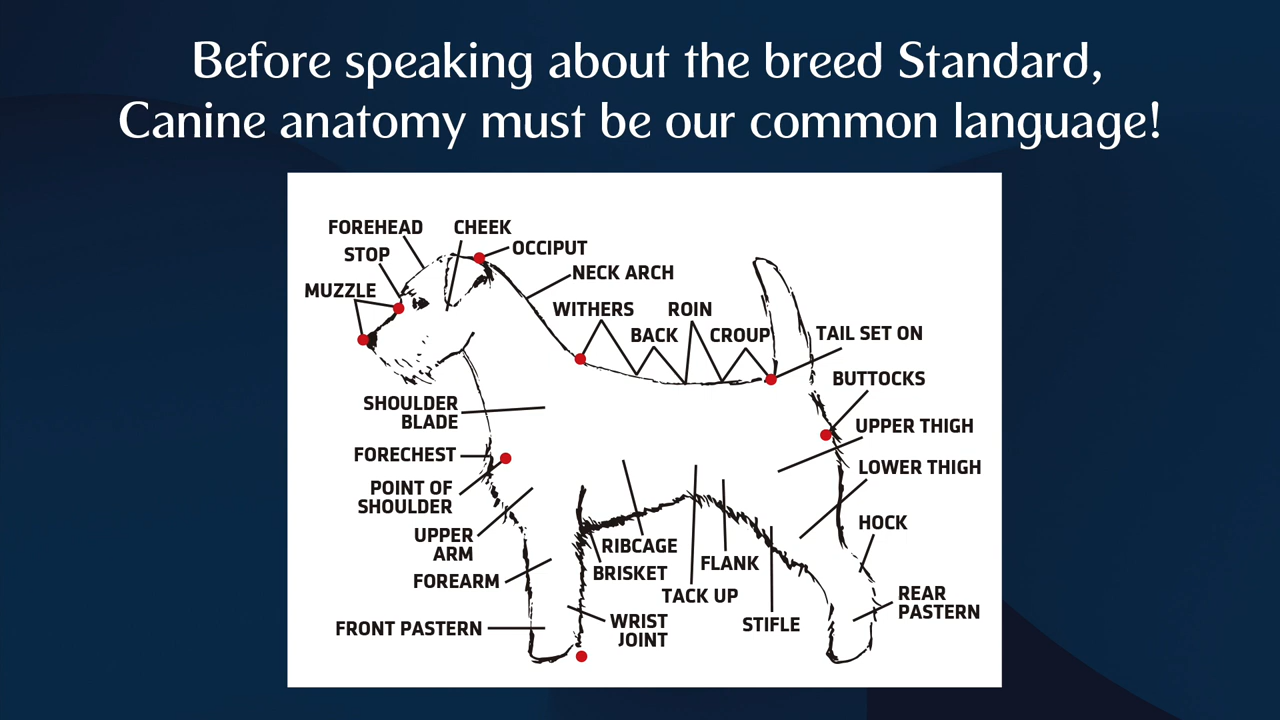 Before speaking about the breed Standard,
Canine anatomy must be our common language!
FOREHEAD
CHEEK
STOP
OCCIPUT
MUZZLE
NECK ARCH
WITHERS
ROIN
BACK
CROUP
TAIL SET ON
BUTTOCKS
SHOULDER
BLADE
UPPER THIGH
FORECHEST
LOWER THIGH
POINT OF
SHOULDER
HOCK
UPPER
ARM
RIBCAGE
FLANK
BRISKET
FOREARM
TACK UP
REAR
PASTERN
WRIST
JOINT
STIFLE
FRONT PASTERN